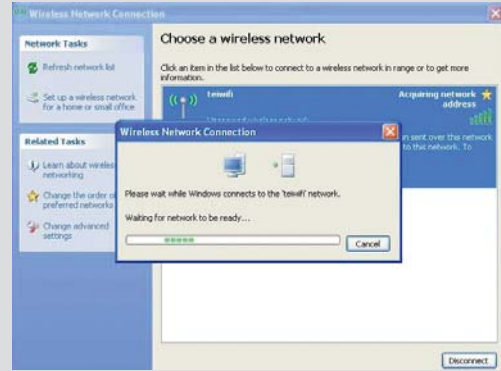 Wireless Network Connection
Network Tasks
Refresh network list
Set up a wireless network
for a home or small office
Related Tasks
Learn about wireless
networking
Change the order of
preferred networks
Change advanced
settings
Choose a wireless network
Click an item in the list below to connect to a wireless network in range or to get more
information.
teiwifi
Acquiring network
address
n sent over this network
to this network. To
Wireless Network Connection
Please wait while Windows connects to the 'teiwifi' network.
Waiting for network to be ready...
Cancel
Disconnect